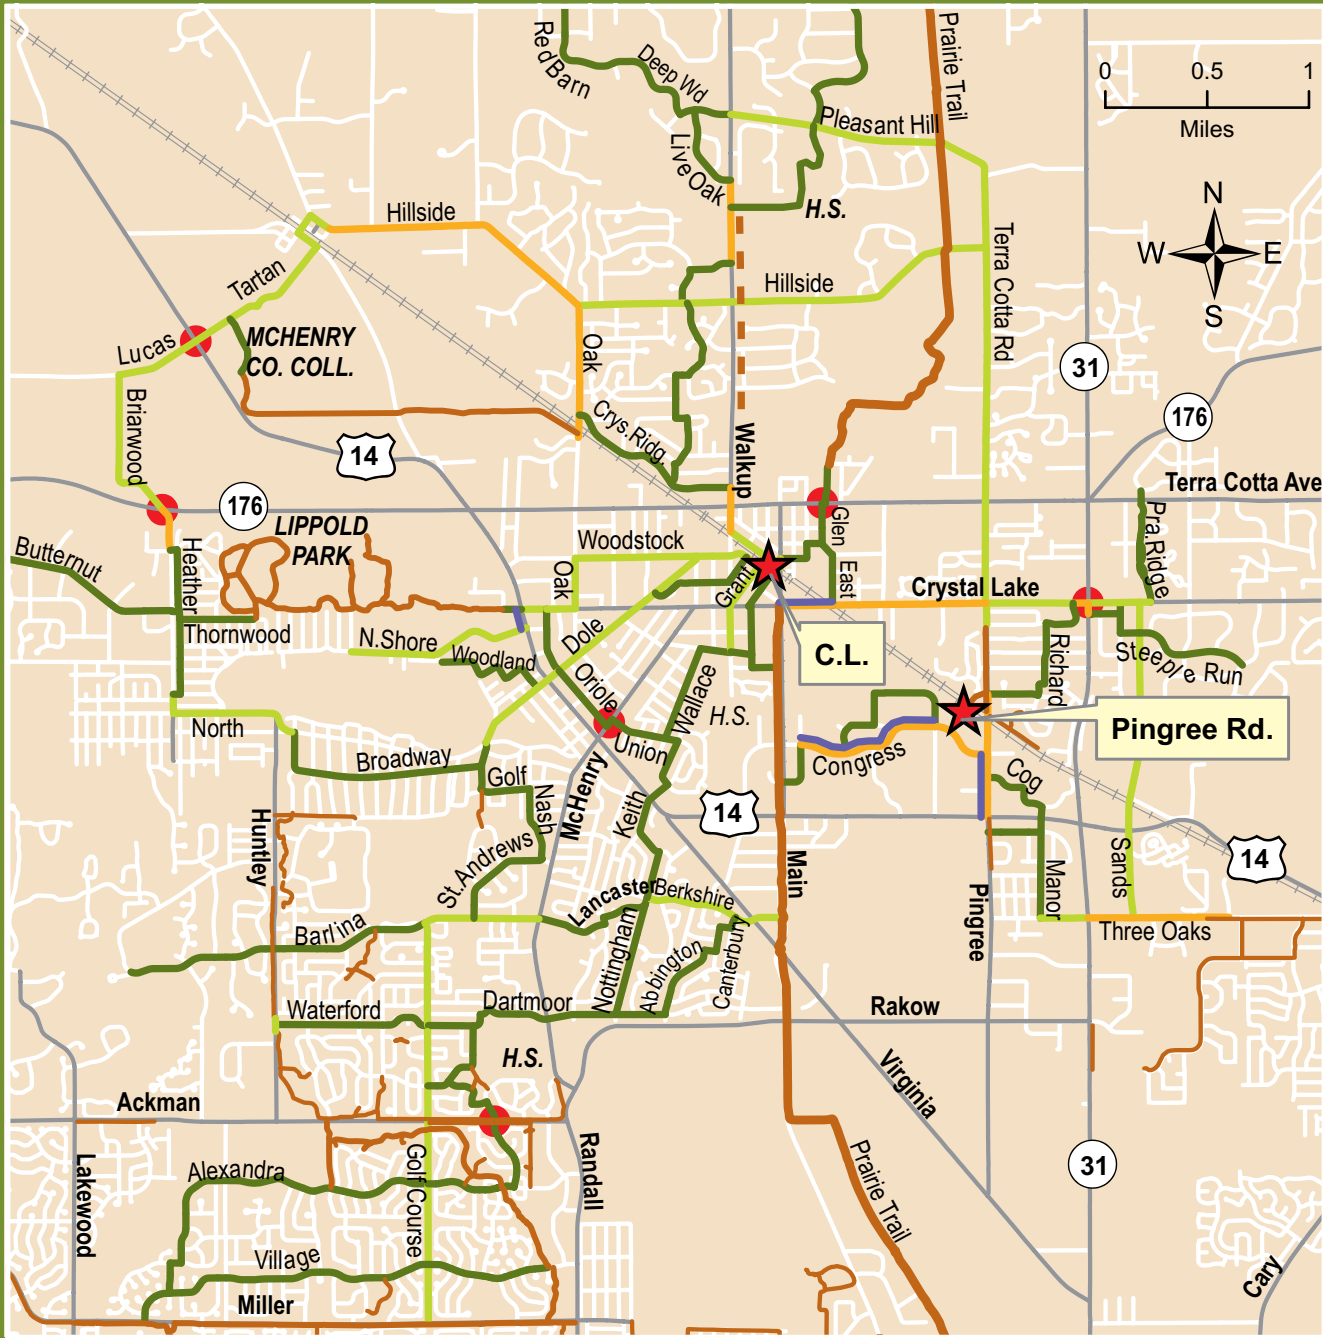 Red Barn
Deep Wd
Prairie Trail
0 0.5 1
Miles
Pleasant Hill
Live Oak
H.S.
N
W E
S
Hillside
Terra Cotta Rd
Tartan
Hillside
Lucas
MCHENRY
CO. COLL.
Oak
31
Briarwood
Crys.Ridg.
176
14
Walkup
Terra Cotta Ave
176
LIPPOLD
PARK
Glen
Pra.Ridge
Woodstock
Butternut
Heather
Oak
Grant
East
Crystal Lake
Thornwood
N.Shore
Dole
C.L.
Richard
Steeple Run
Woodland
Oriole
Wallace
H.S.
North
Union
Pingree Rd.
Broadway
Congress
Golf
Cog
Nash
McHenry
Keith
14
Huntley
St.Andrews
Main
Manor
Sands
14
Lancaster
Berkshire
Pingree
Barlina
Three Oaks
Nottingham
Abbington
Canterbury
Waterford
Dartmoor
Rakow
H.S.
Virginia
Ackman
Golf Course
Randall
Prairie Trail
31
Lakewood
Alexandra
Village
Miller
Cary